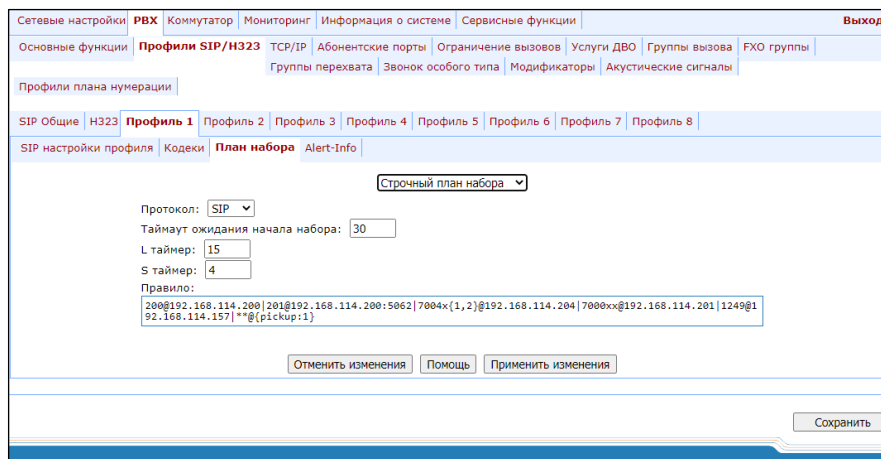 Сетевые настройки PBX Коммутатор Мониторинг Информация о системе Сервисные функции Выход
Основные функции Профили SIP/H323 TCP/IP Абонентские порты Ограничение вызовов Услуги ДВО Группы вызова FXO группы
Группы перехвата Звонок особого типа Модификаторы Акустические сигналы
Профили плана нумерации
SIP Общие H323 Профиль 1 Профиль 2 Профиль 3 Профиль 4 Профиль 5 Профиль 6 Профиль 7 Профиль 8
SIP настройки профиля Кодеки План набора Alert-Info
Строчный план набора
Протокол: SIP
Таймаут ожидания начала набора: 30
L таймер: 15
S таймер: 4
Правило:
200@192.168.114.200|201@192.168.114.200:5062|7004x{1,2}@192.168.114.204|7000xx@192.168.114.201|1249@1
92.168.114.157|**@{pickup:1}
Отменить изменения Помощь Применить изменения
Сохранить